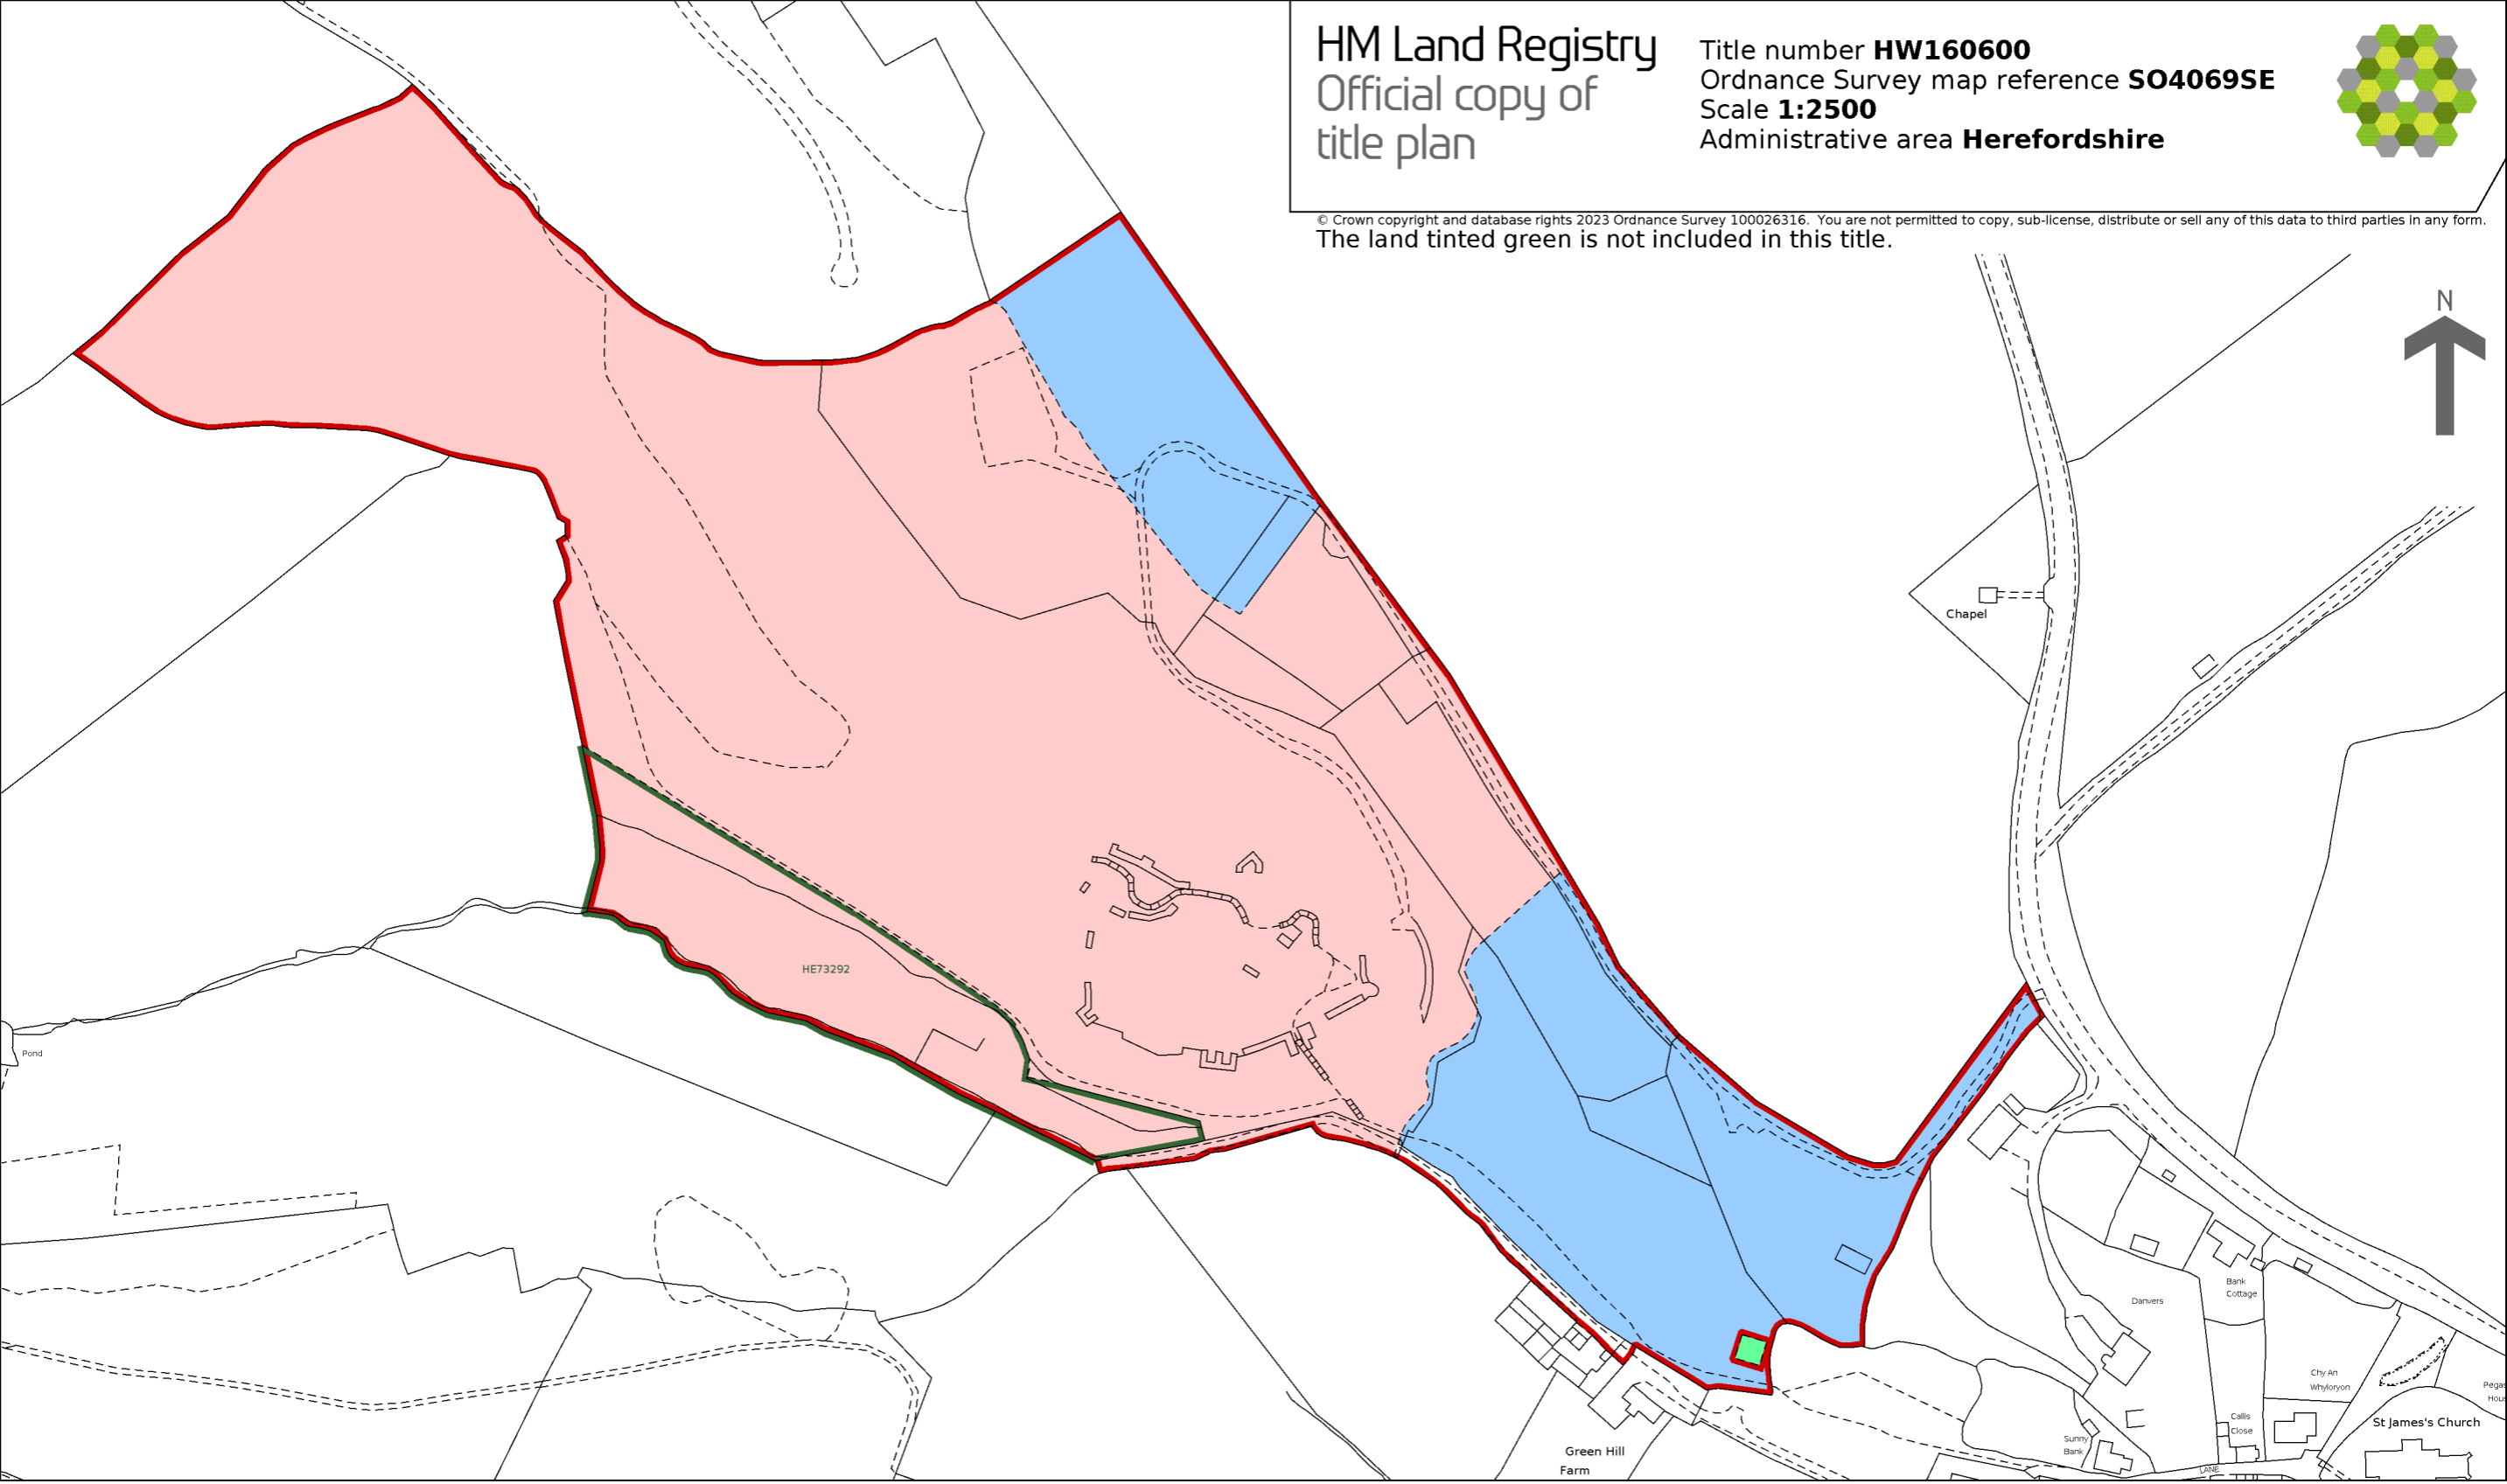 HM Land Registry
Official copy of
title plan
Title number HW160600
Ordnance Survey map reference SO4069SE
Scale 1:2500
Administrative area Herefordshire
© Crown copyright and database rights 2023 Ordnance Survey 100026316. You are not permitted to copy, sub-license, distribute or sell any of this data to third parties in any form.
The land tinted green is not included in this title.
N
Chapel
HE73292
Pond
Bank
Cottage
Danvers
Chy An
Whyloryon
Pegas
Hou
Callis
Close
St James's Church
Sunny
Bank
Green Hill
Farm
LANE